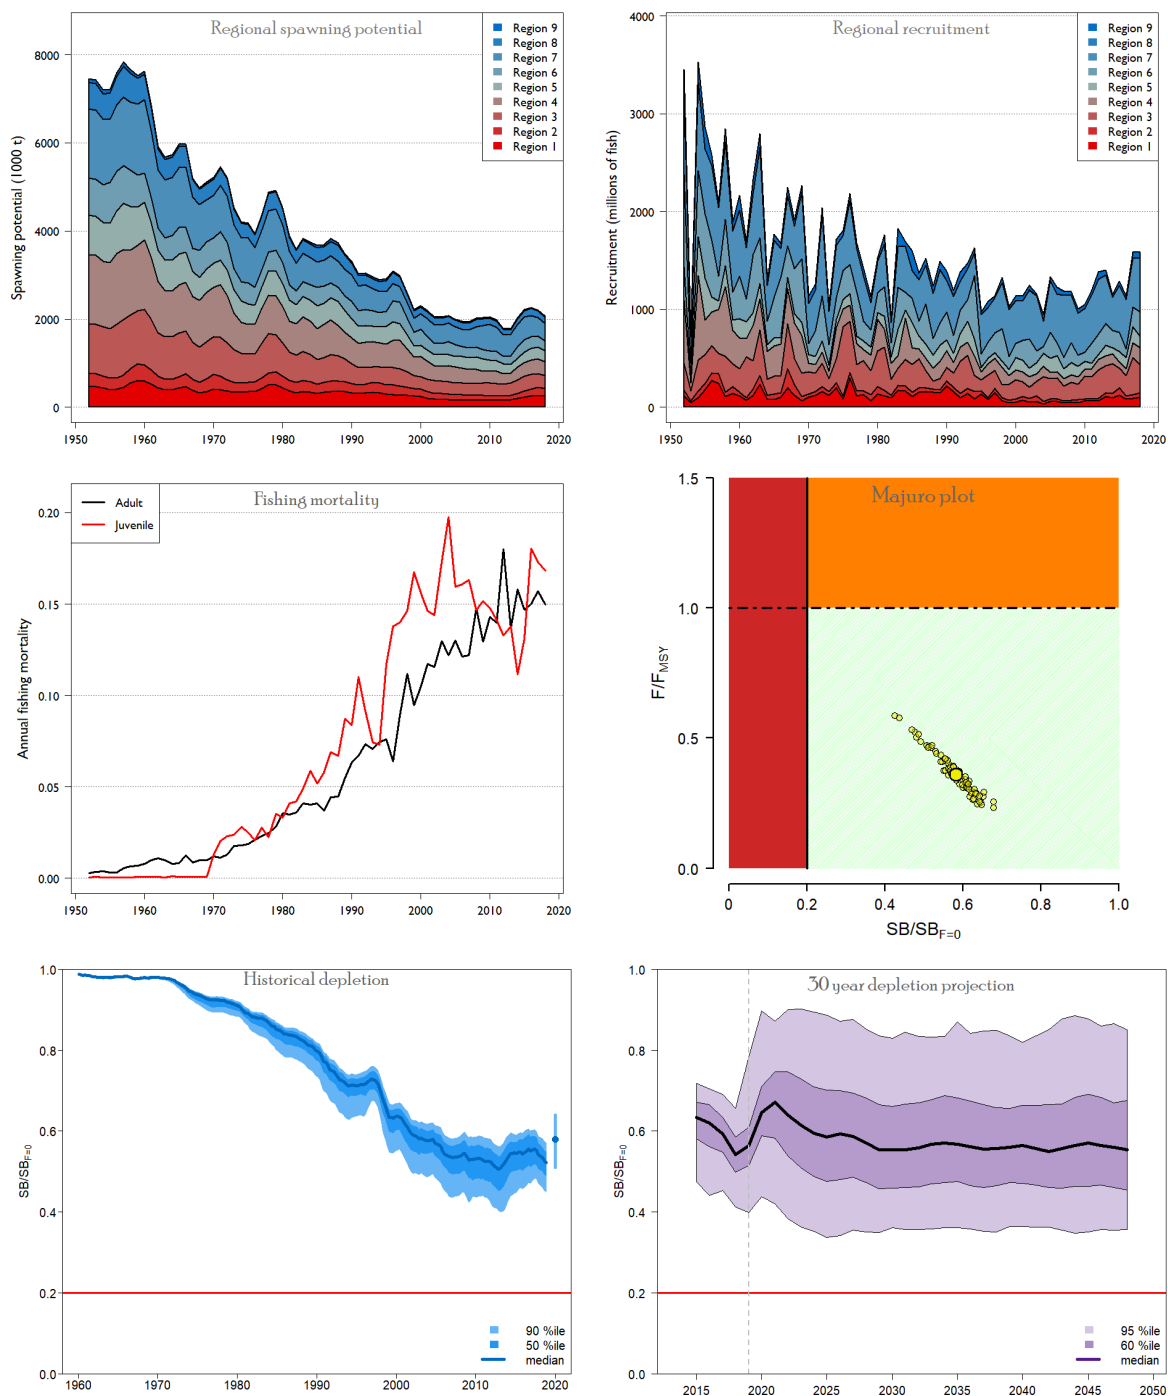 Regional spawning potential
Region 9
Region 8
Region 7
Region 6
Region 5
Region 4
Region 3
Region 2
Region 1
Spawning potential (1000 t)
8000
6000
4000
2000
0
1950 1960 1970 1980 1990 2000 2010 2020
Regional recruitment
Region 9
Region 8
Region 7
Region 6
Region 5
Region 4
Region 3
Region 2
Region 1
Recruitment (millions of fish)
4000
3000
2000
1000
0
1950 1960 1970 1980 1990 2000 2010 2020
Fishing mortality
Adult
Juvenile
Annual fishing mortality
0.20
0.15
0.10
0.05
0.00
1950 1960 1970 1980 1990 2000 2010 2020
Majuro plot
F/FMSY
1.5
1.0
0.5
0.0
0 0.2 0.4 0.6 0.8 1.0
SB/SBF=0
Historical depletion
SB/SBF=0
1.0
0.8
0.6
0.4
0.2
0.0
90 %ile
50 %ile
median
1960 1970 1980 1990 2000 2010 2020
30 year depletion projection
SB/SBF=0
1.0
0.8
0.6
0.4
0.2
0.0
95 %ile
60 %ile
median
2015 2020 2025 2030 2035 2040 2045 2050